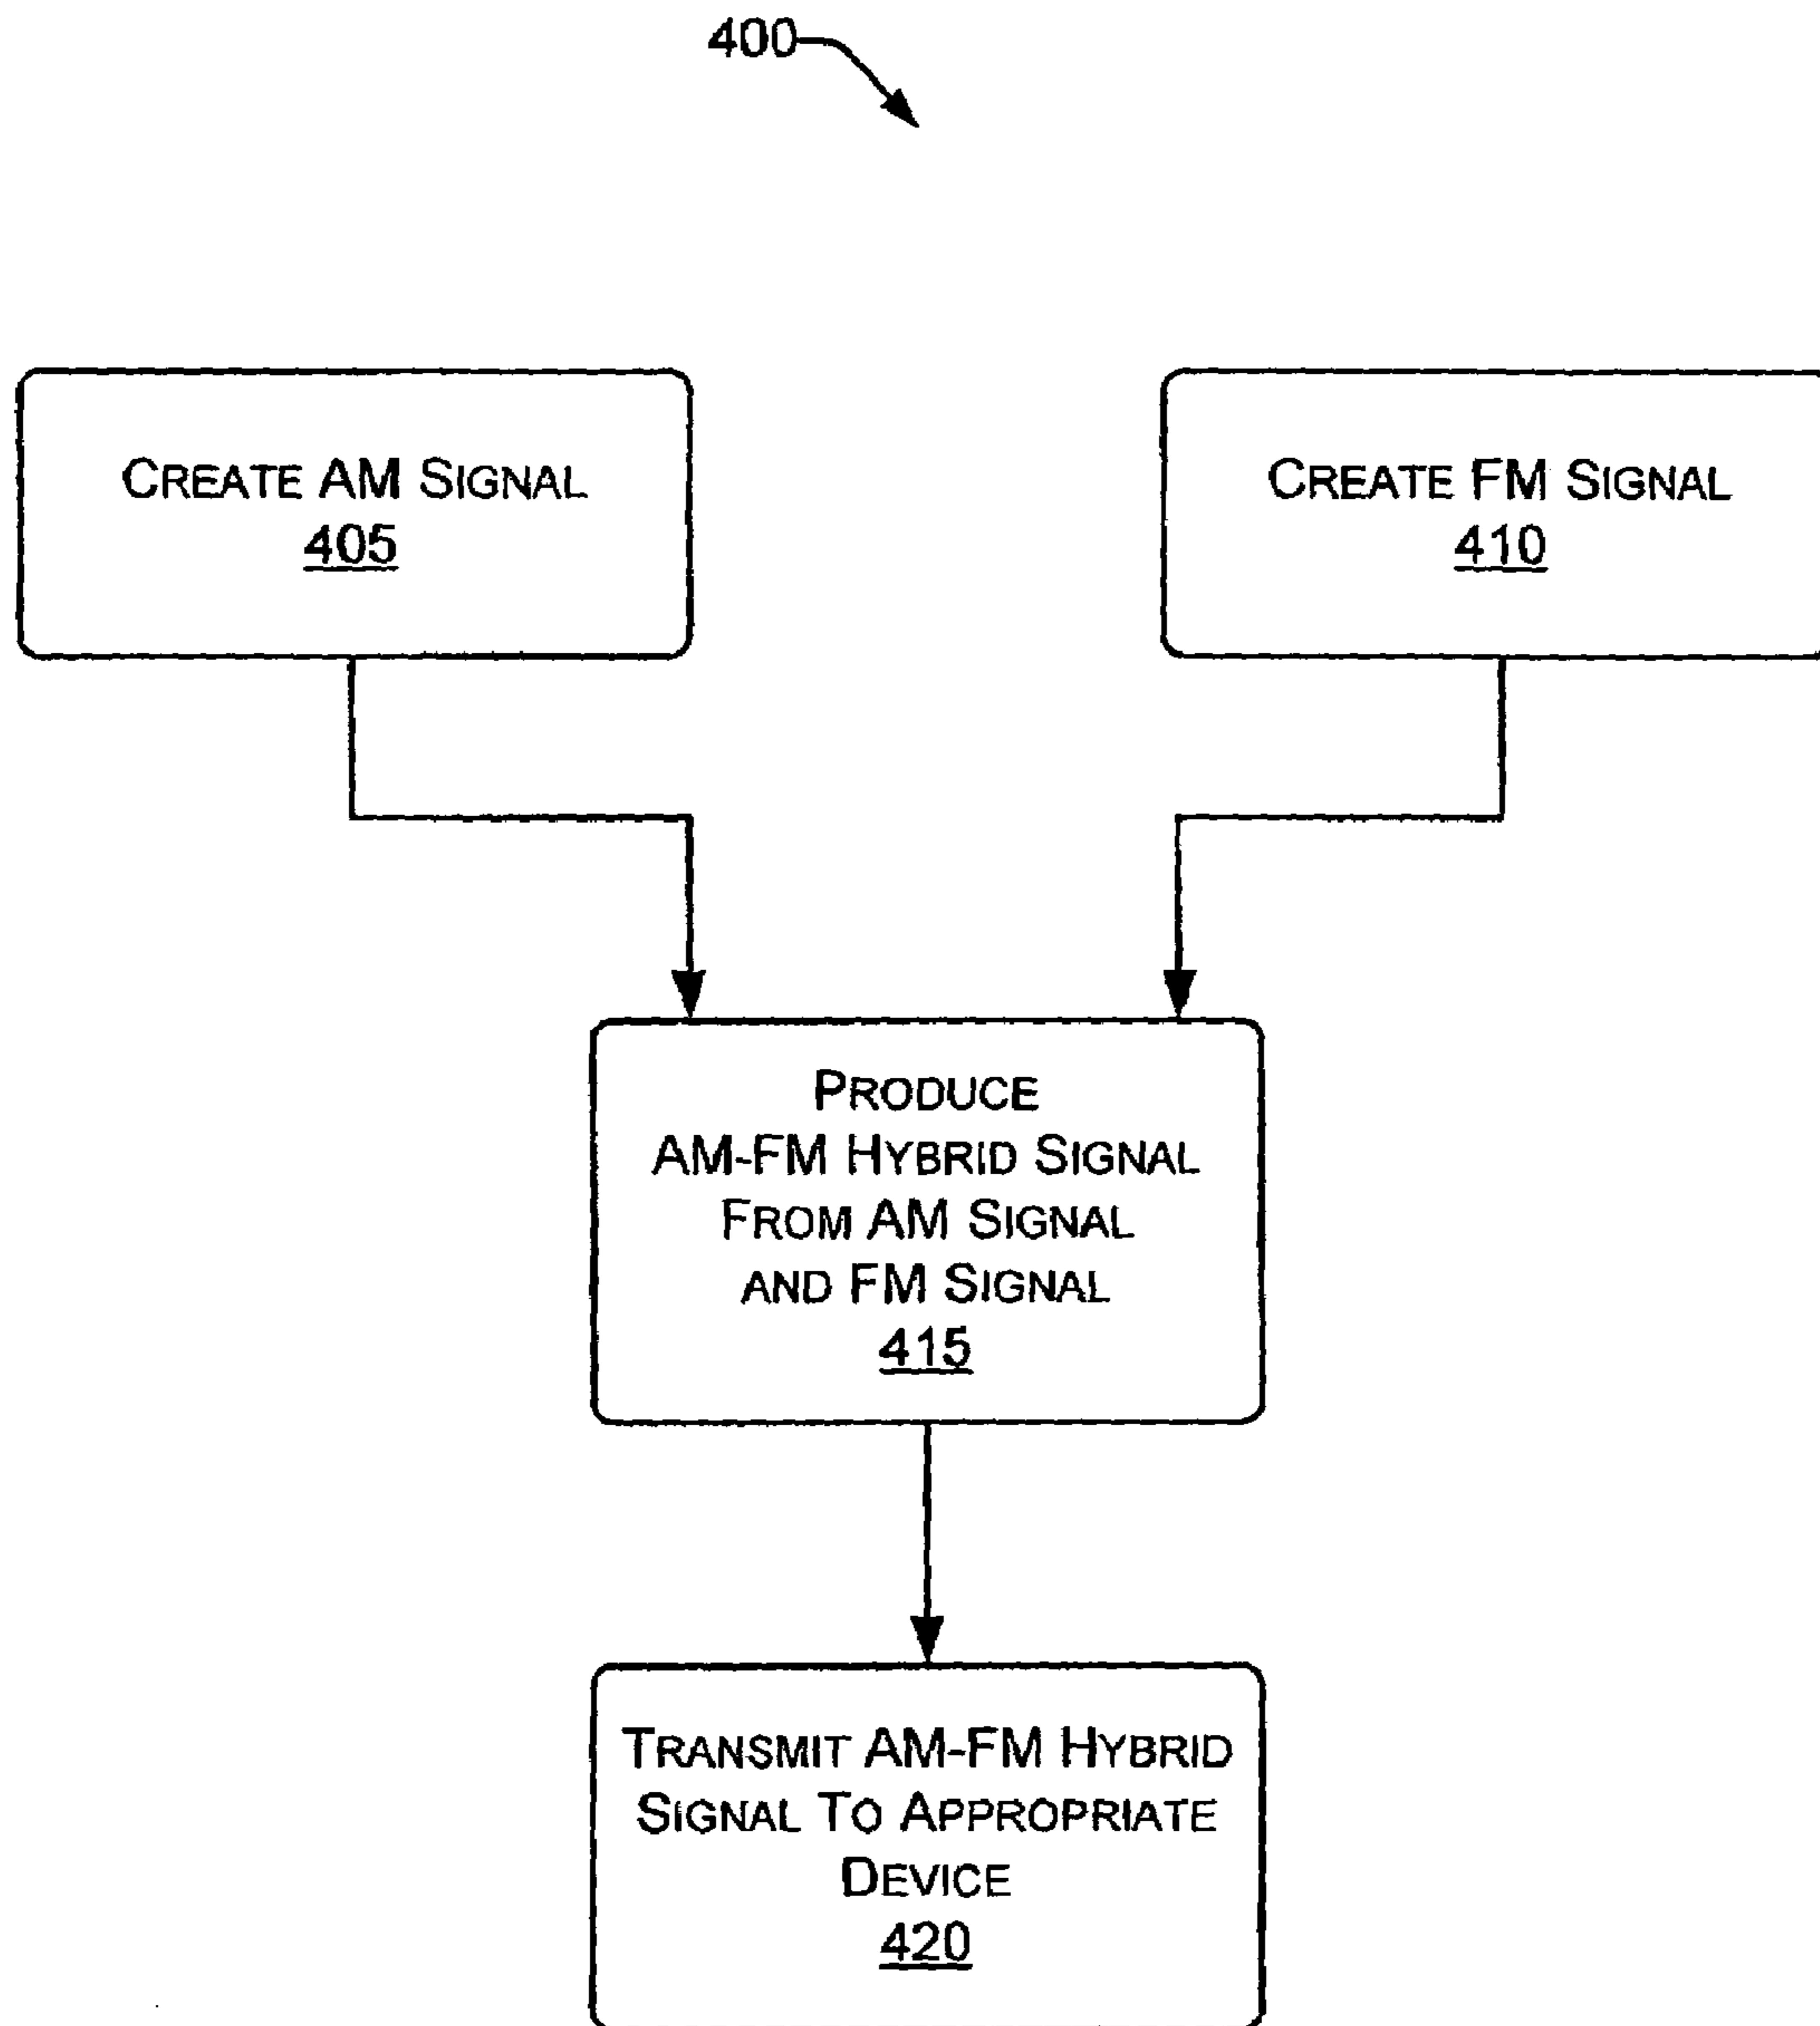 400
CREATE AM SIGNAL
405
CREATE FM SIGNAL
410
PRODUCE
AM-FM HYBRID SIGNAL
FROM AM SIGNAL
AND FM SIGNAL
415
TRANSMIT AM-FM HYBRID
SIGNAL TO APPROPRIATE
DEVICE
420